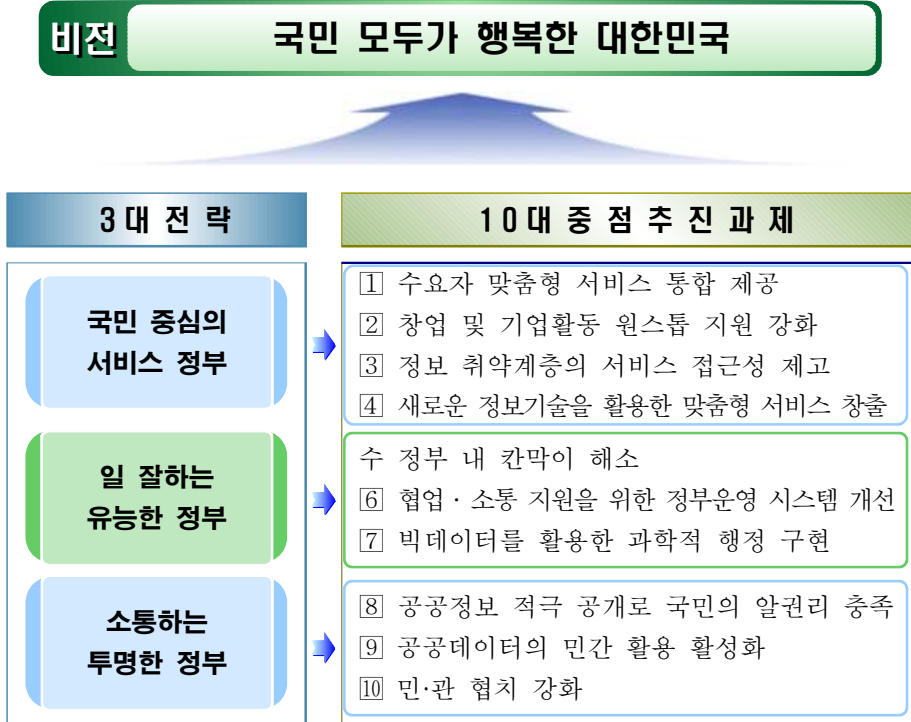 비전
국민 모두가 행복한 대한민국
3대 전 략
국민 중심의
서비스 정부
일 잘하는
유능한 정부
소통하는
투명한 정부
10대 중 점 추 진 과 제
1 수요자 맞춤형 서비스 통합 제공
2 창업 및 기업활동 원스톱 지원 강화
3 정보 취약계층의 서비스 접근성 제고
4 새로운 정보기술을 활용한 맞춤형 서비스 창출
수 정부 내 칸막이 해소
6 협업·소통 지원을 위한 정부운영 시스템 개선
7 빅데이터를 활용한 과학적 행정 구현
8 공공정보 적극 공개로 국민의 알권리 충족
9 공공데이터의 민간 활용 활성화
10 민·관 협치 강화